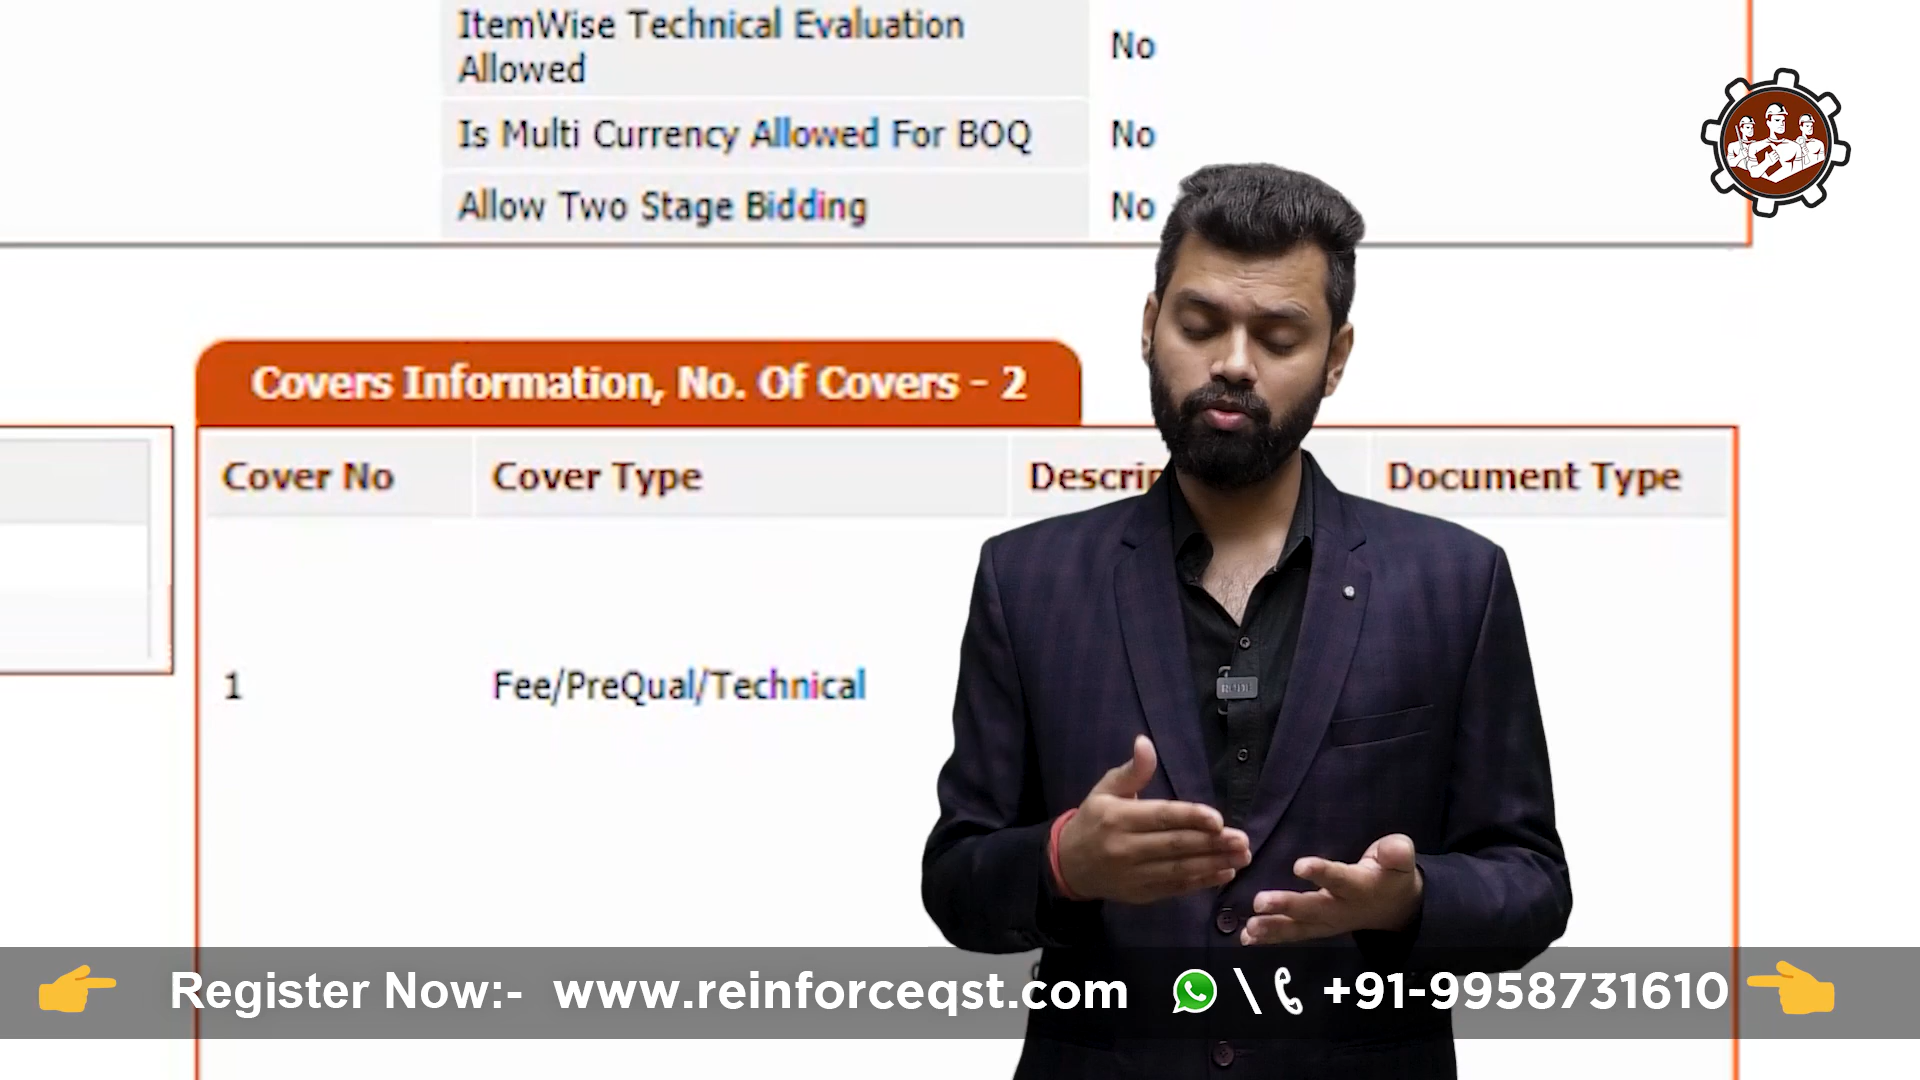 ItemWise Technical Evaluation
Allowed
No
Is Multi Currency Allowed For BOQ
No
Allow Two Stage Bidding
No
Covers Information, No. Of Covers - 2
Cover No
Cover Type
Descrip
Document Type
1
Fee/PreQual/Technical
Register Now:- www.reinforceqst.com \ +91-9958731610